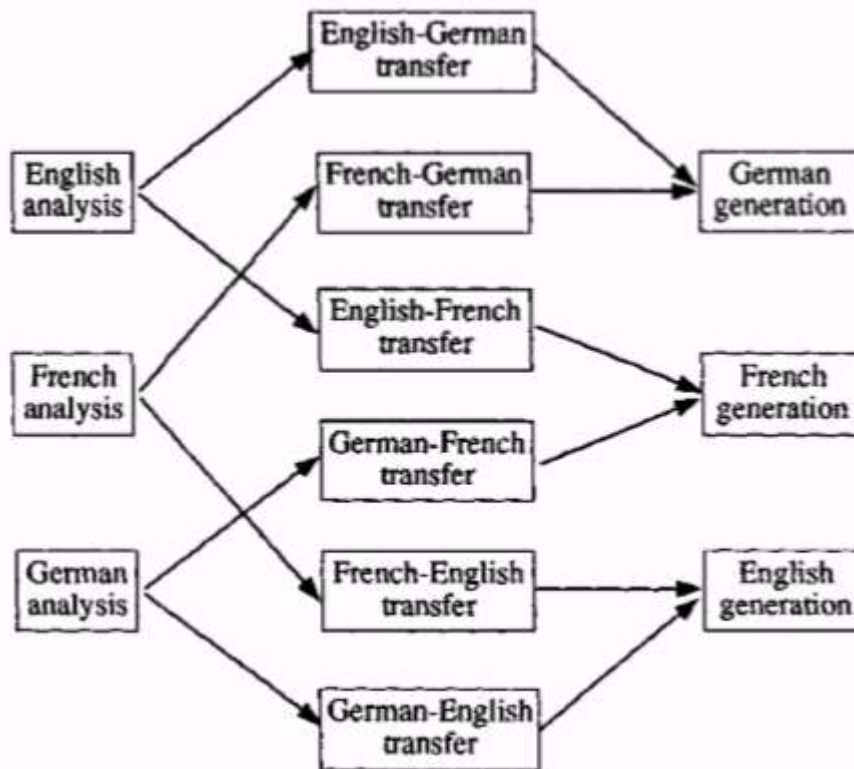 English-German
transfer
English
analysis
French-German
transfer
German
generation
English-French
transfer
French
analysis
French
generation
German-French
transfer
German
analysis
French-English
transfer
English
generation
German-English
transfer